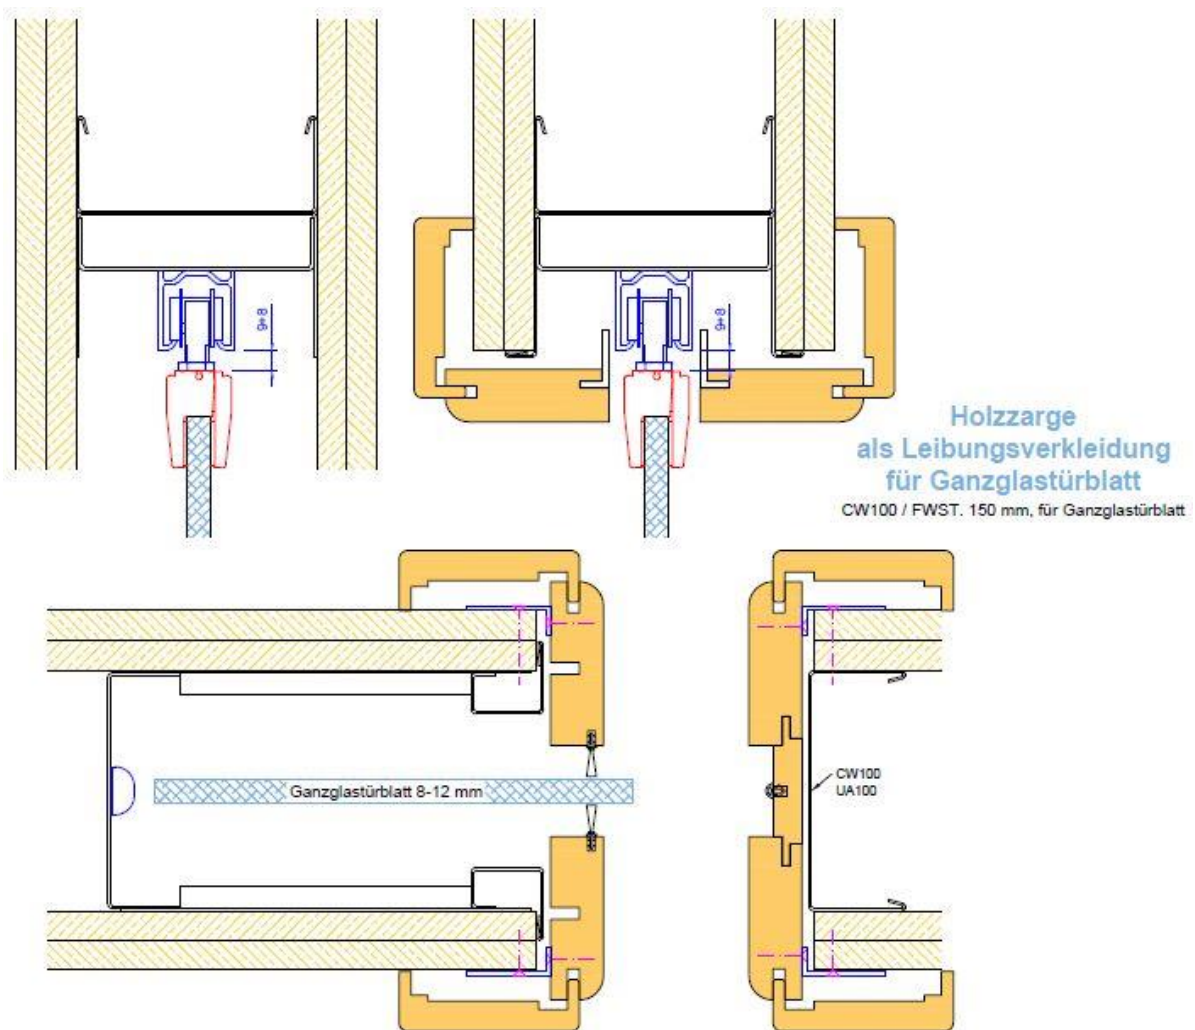 9+8
9+8
Holzzarge
als Leibungsverkleidung
für Ganzglastürblatt
CW100 / FWST. 150 mm, für Ganzglastürblatt
Ganzglastürblatt 8-12 mm
CW100
UA100